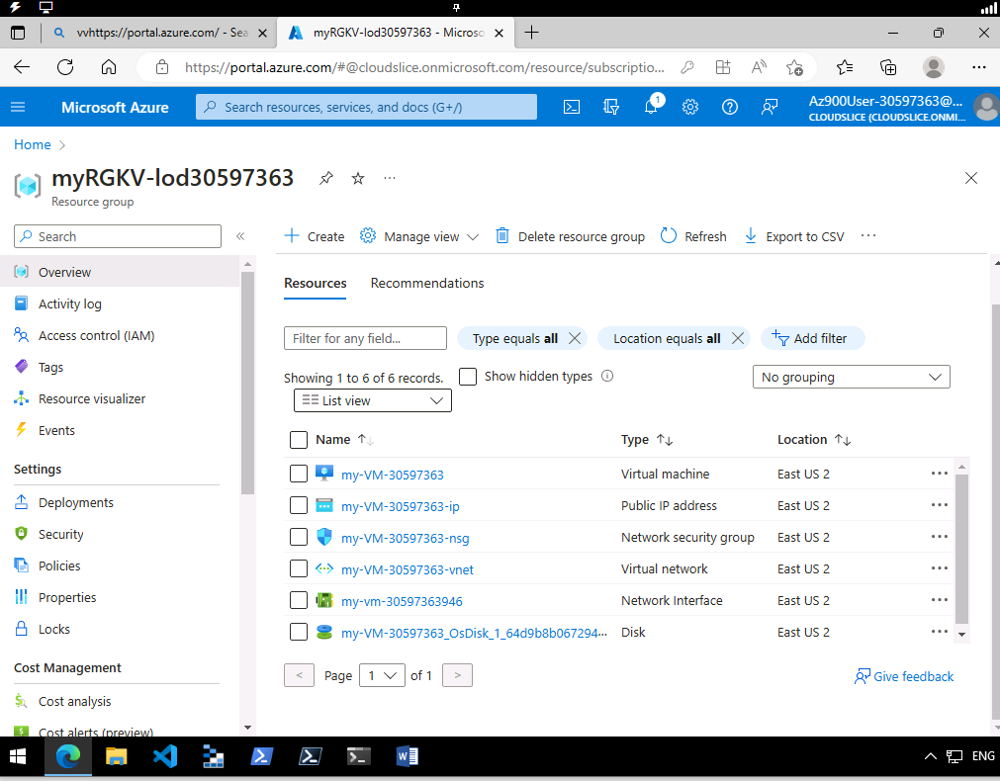 vvhttps://portal.azure.com/ - Sea
myRGKV-lod30597363 - Microso
https://portal.azure.com/#@cloudslice.onmicrosoft.com/resource/subscriptio...
Microsoft Azure
Search resources, services, and docs (G+/)
1
Az900User-30597363@...
CLOUDSLICE (CLOUDSLICE.ONMI...
Home
myRGKV-lod30597363
Resource group
Search
Create
Manage view
Delete resource group
Refresh
Export to CSV
Overview
Activity log
Access control (IAM)
Tags
Resource visualizer
Events
Settings
Deployments
Security
Policies
Properties
Locks
Cost Management
Cost analysis
Cost alerts (preview)
Resources Recommendations
Filter for any field...
Type equals all
Location equals all
Add filter
Showing 1 to 6 of 6 records.
Show hidden types
No grouping
List view
Name Type Location
my-VM-30597363 Virtual machine East US 2
my-VM-30597363-ip Public IP address East US 2
my-VM-30597363-nsg Network security group East US 2
my-VM-30597363-vnet Virtual network East US 2
my-vm-30597363946 Network Interface East US 2
my-VM-30597363_OsDisk_1_64d9b8b067294... Disk East US 2
< Page 1 of 1 >
Give feedback
ENG